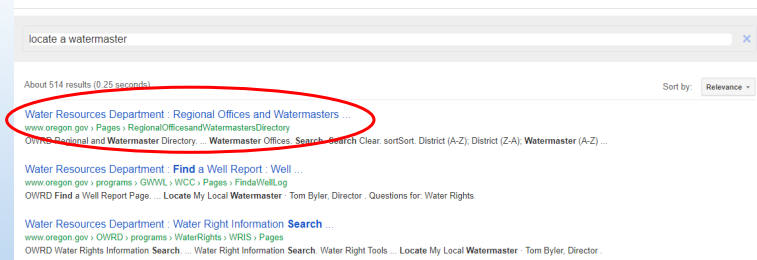 locate a watermaster
×
About 514 results (0.25 seconds)
Sort by: Relevance
Water Resources Department : Regional Offices and Watermasters ...
www.oregon.gov › Pages › RegionalOfficesandWatermastersDirectory
OWRD Regional and Watermaster Directory. ... Watermaster Offices. Search. Search Clear. sortSort. District (A-Z); District (Z-A); Watermaster (A-Z) ...
Water Resources Department : Find a Well Report : Well ...
www.oregon.gov › programs › GWWL › WCC › Pages › FindaWellLog
OWRD Find a Well Report Page. ... Locate My Local Watermaster · Tom Byler, Director . Questions for: Water Rights.
Water Resources Department : Water Right Information Search ...
www.oregon.gov › OWRD › programs › WaterRights › WRIS › Pages
OWRD Water Rights Information Search. ... Water Right Information Search. Water Right Tools ... Locate My Local Watermaster · Tom Byler, Director .